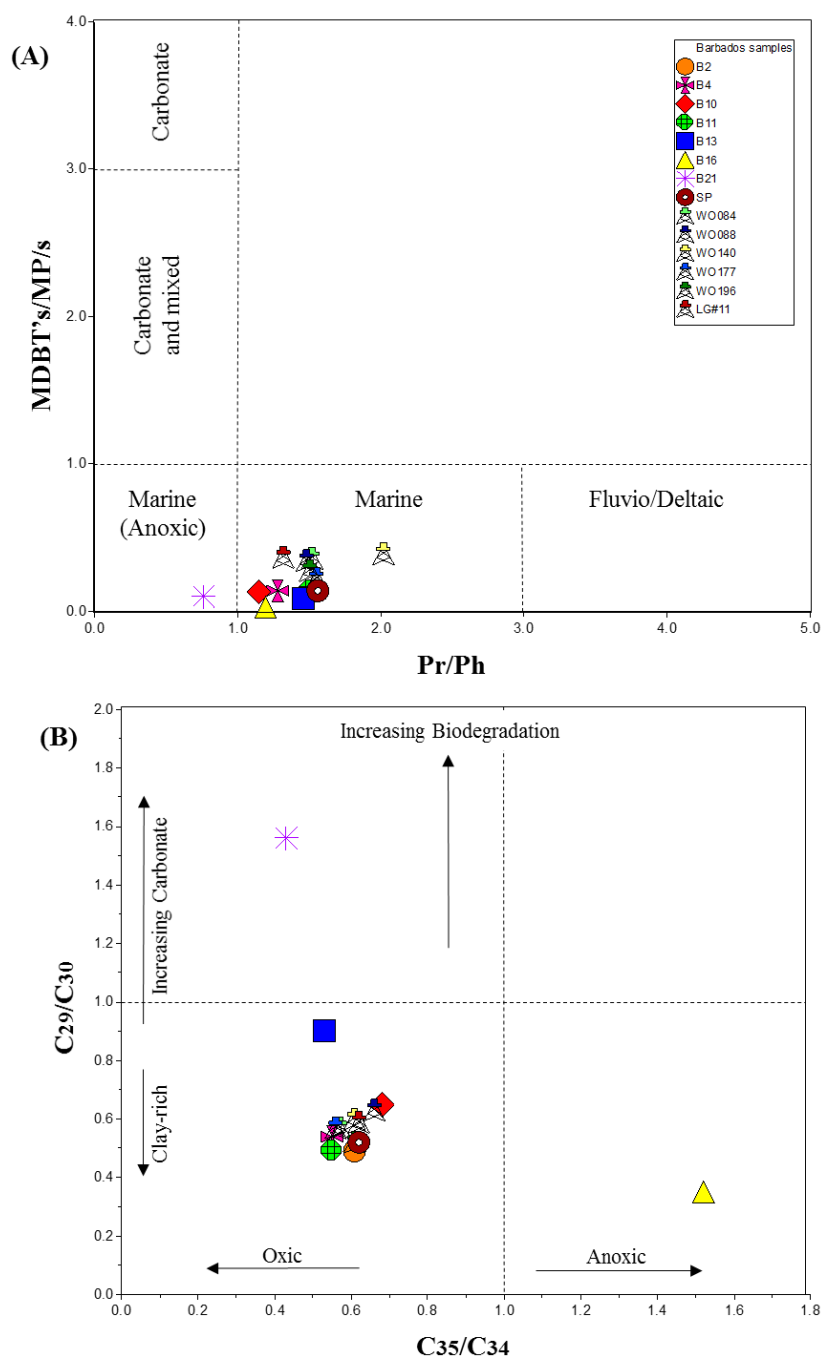 (A)
4.0
3.0
2.0
1.0
0.0
MDBT's/MP/s
Carbonate
Carbonate
and mixed
Marine
(Anoxic)
Marine
Fluvio/Deltaic
Barbados samples
B2
B4
B10
B11
B13
B16
B21
SP
WO084
WO088
WO140
WO177
WO196
LG#11
0.0
1.0
2.0
3.0
4.0
5.0
Pr/Ph
(B)
2.0
1.8
1.6
1.4
1.2
1.0
0.8
0.6
0.4
0.2
0.0
C29/C30
Increasing Biodegradation
Increasing Carbonate
Clay-rich
Oxic
Anoxic
0.0
0.2
0.4
0.6
0.8
1.0
1.2
1.4
1.6
1.8
C35/C34